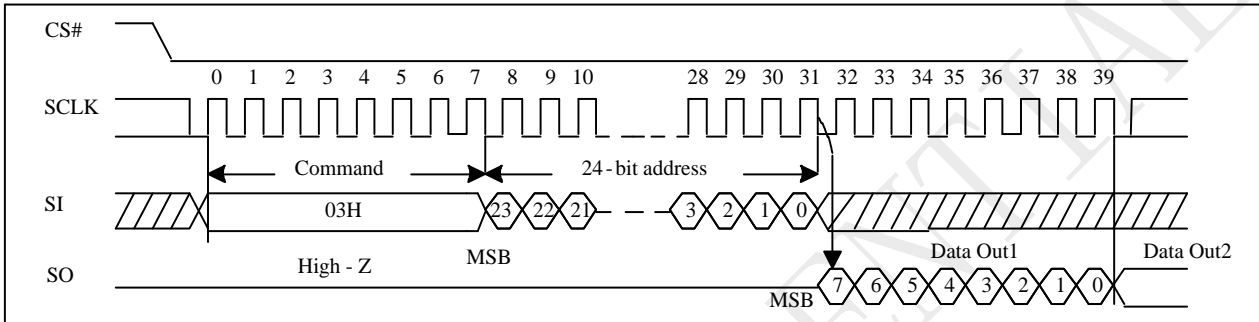 CS#
0 1 2 3 4 5 6 7 8 9 10 28 29 30 31 32 33 34 35 36 37 38 39
SCLK
Command 24-bit address
SI 03H 23 22 21 3 2 1 0
High - Z MSB Data Out1 Data Out2
SO
MSB 7 6 5 4 3 2 1 0